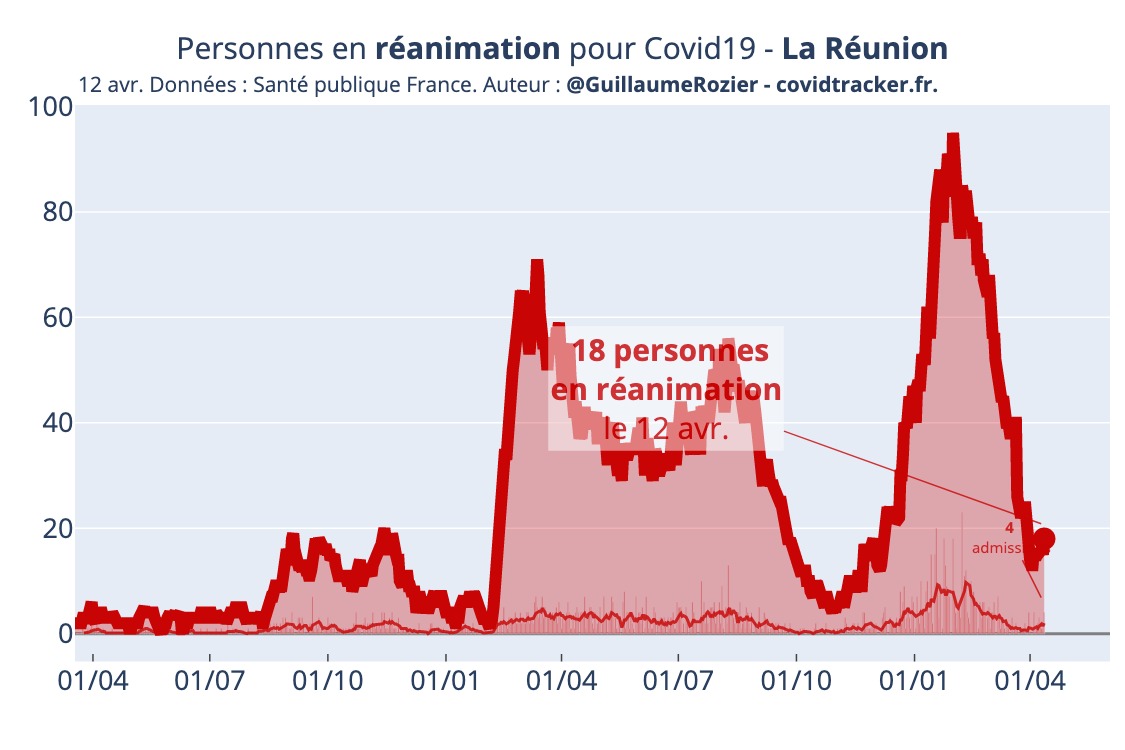 Personnes en réanimation pour Covid19 - La Réunion
12 avr. Données : Santé publique France. Auteur : @GuillaumeRozier - covidtracker.fr.
100
80
60
40
20
0
18 personnes
en réanimation
le 12 avr.
4
admiss
01/04 01/07 01/10 01/01 01/04 01/07 01/10 01/01 01/04